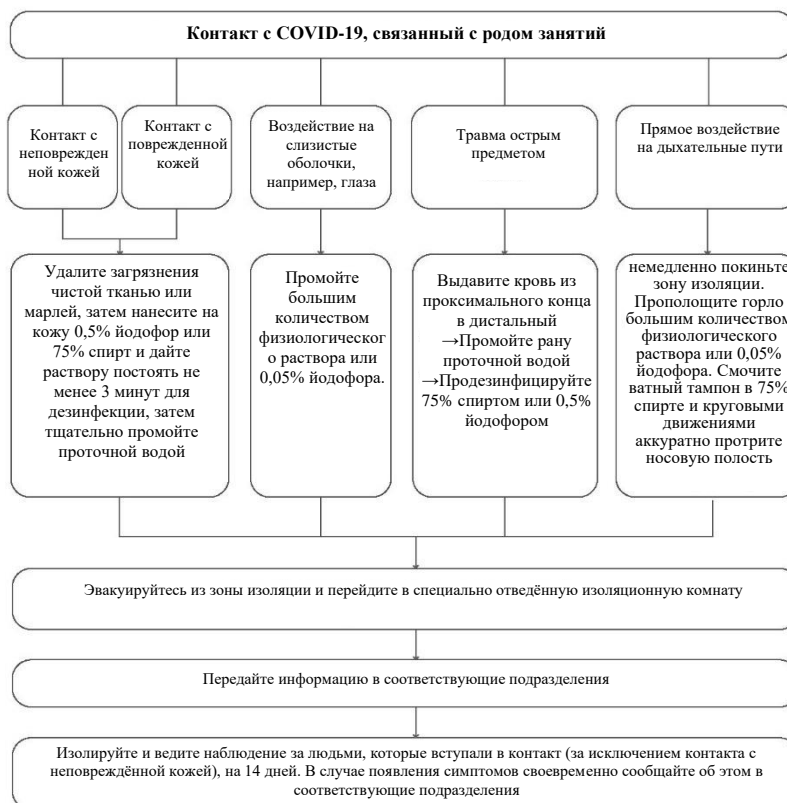 Контакт с COVID-19, связанный с родом занятий
Контакт с
неповрежден
ной кожей
Контакт с
поврежденной
кожей
Воздействие на
слизистые
оболочки,
например, глаза
Травма острым
предметом
Прямое воздействие
на дыхательные пути
Удалите загрязнения
чистой тканью или
марлей, затем нанесите на
кожу 0,5% йодофор или
75% спирт и дайте
раствору постоять не
менее 3 минут для
дезинфекции, затем
тщательно промойте
проточной водой
Промойте
большим
количеством
физиологическог
о раствора или
0,05% йодофора.
Выдавите кровь из
проксимального конца
в дистальный
→Промойте рану
проточной водой
→Продезинфицируйте
75% спиртом или 0,5%
йодофором
немедленно покиньте
зону изоляции.
Прополощите горло
большим количеством
физиологического
раствора или 0,05%
йодофора. Смочите
ватный тампон в 75%
спирте и круговыми
движениями
аккуратно протрите
носовую полость
Эвакуируйтесь из зоны изоляции и перейдите в специально отведённую изоляционную комнату
Передайте информацию в соответствующие подразделения
Изолируйте и ведите наблюдение за людьми, которые вступали в контакт (за исключением контакта с
неповреждённой кожей), на 14 дней. В случае появления симптомов своевременно сообщайте об этом в
соответствующие подразделения